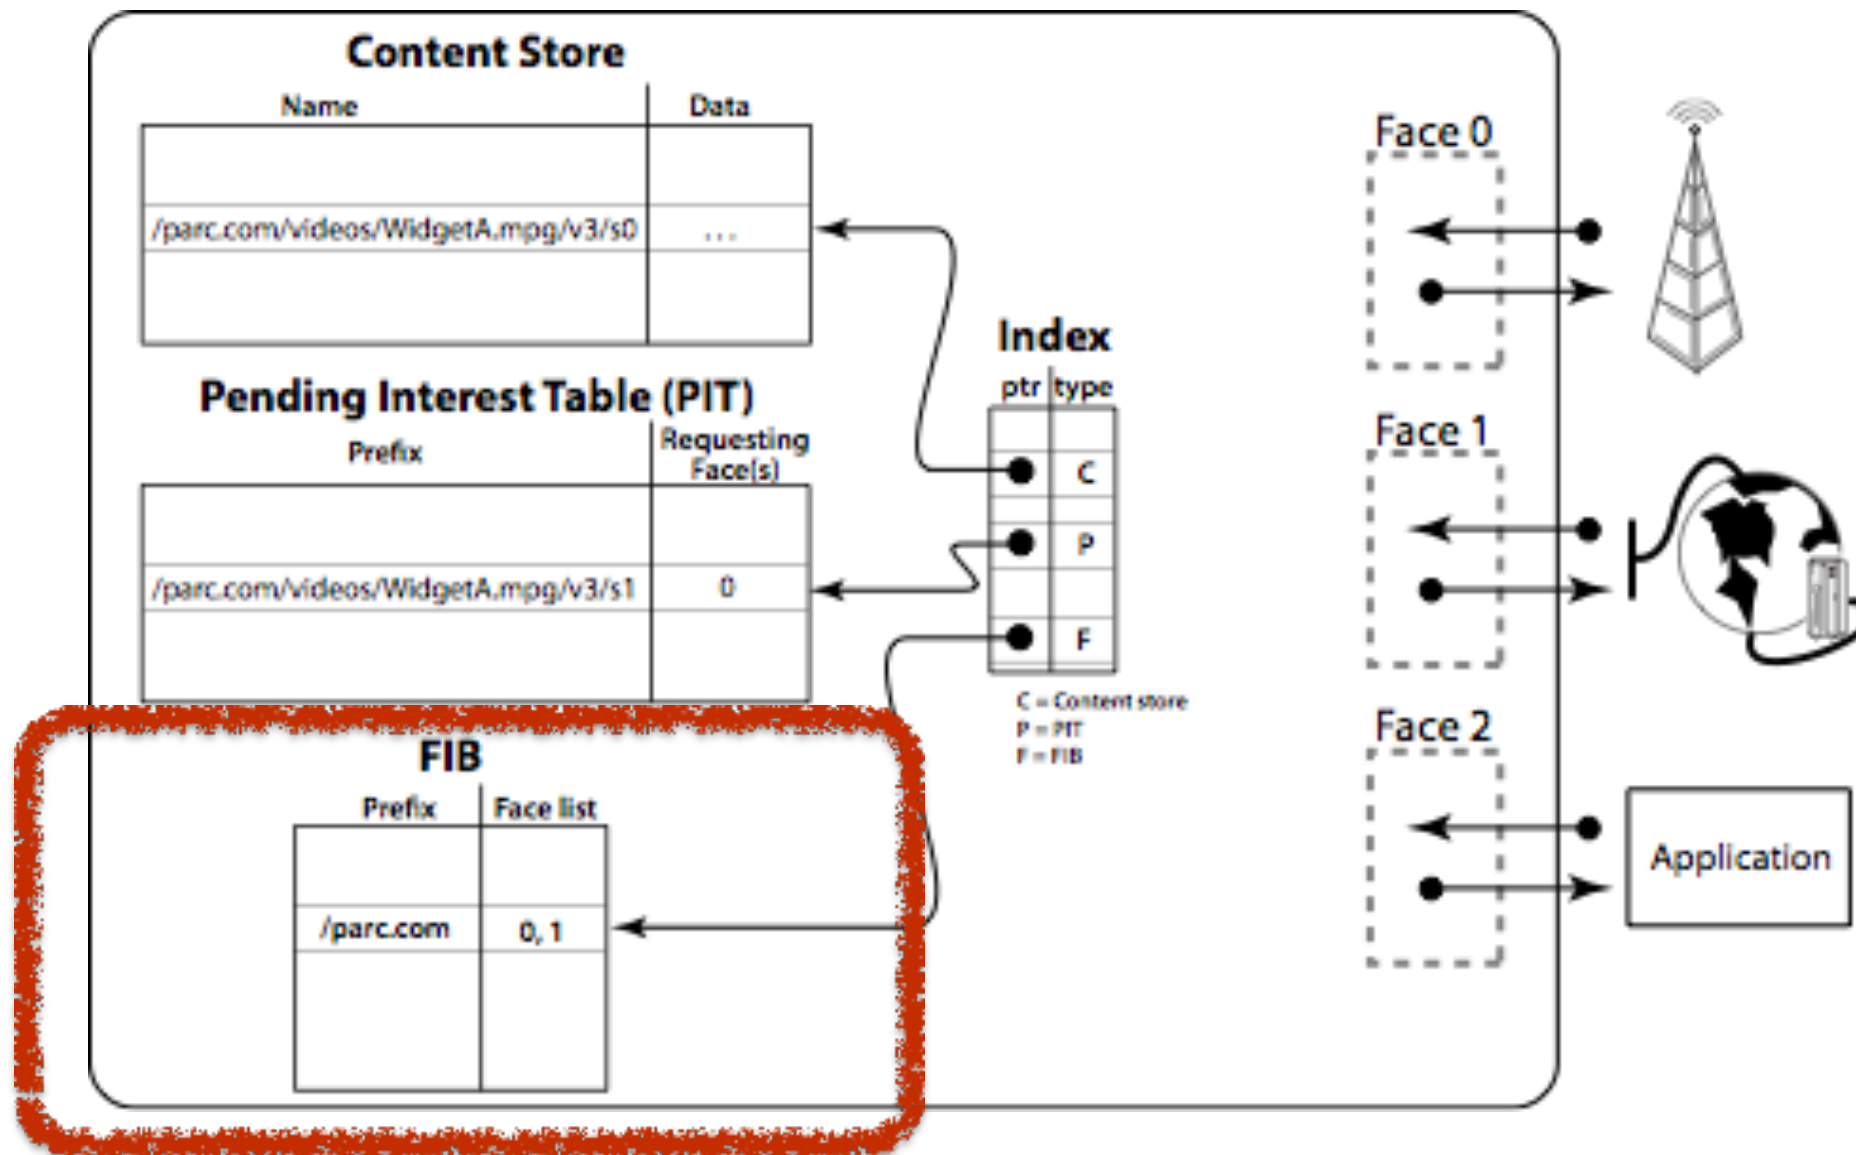 Content Store
Name Data
/parc.com/videos/WidgetA.mpg/v3/s0 ...
Pending Interest Table (PIT)
Prefix Requesting
Face(s)
/parc.com/videos/WidgetA.mpg/v3/s1 0
FIB
Prefix Face list
/parc.com 0, 1
Index
ptr type
C
P
F
C = Content store
P = PIT
F = FIB
Face 0
Face 1
Face 2
Application